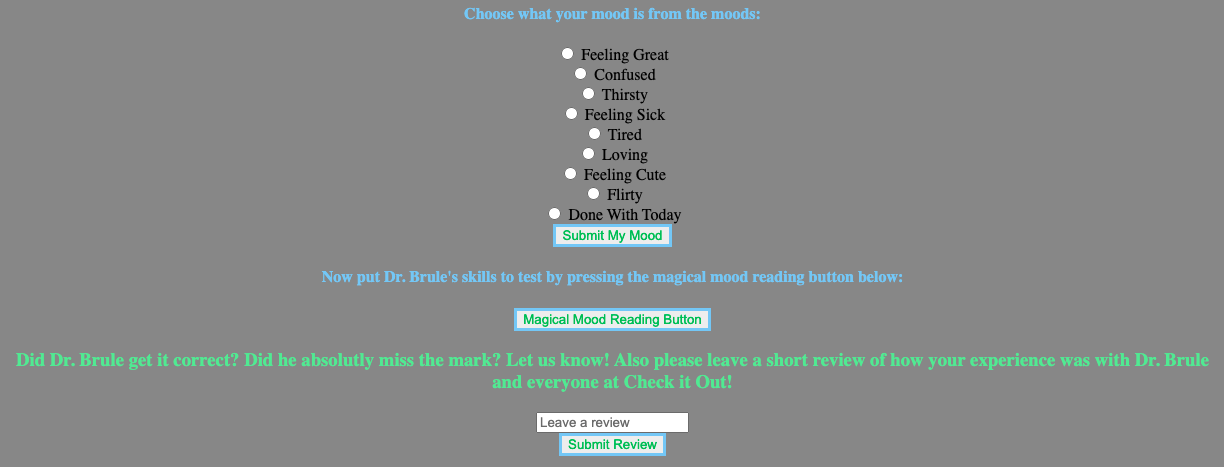 Choose what your mood is from the moods:
Feeling Great
Confused
Thirsty
Feeling Sick
Tired
Loving
Feeling Cute
Flirty
Done With Today
Submit My Mood
Now put Dr. Brule's skills to test by pressing the magical mood reading button below:
Magical Mood Reading Button
Did Dr. Brule get it correct? Did he absolutly miss the mark? Let us know! Also please leave a short review of how your experience was with Dr. Brule
and everyone at Check it Out!
Leave a review
Submit Review